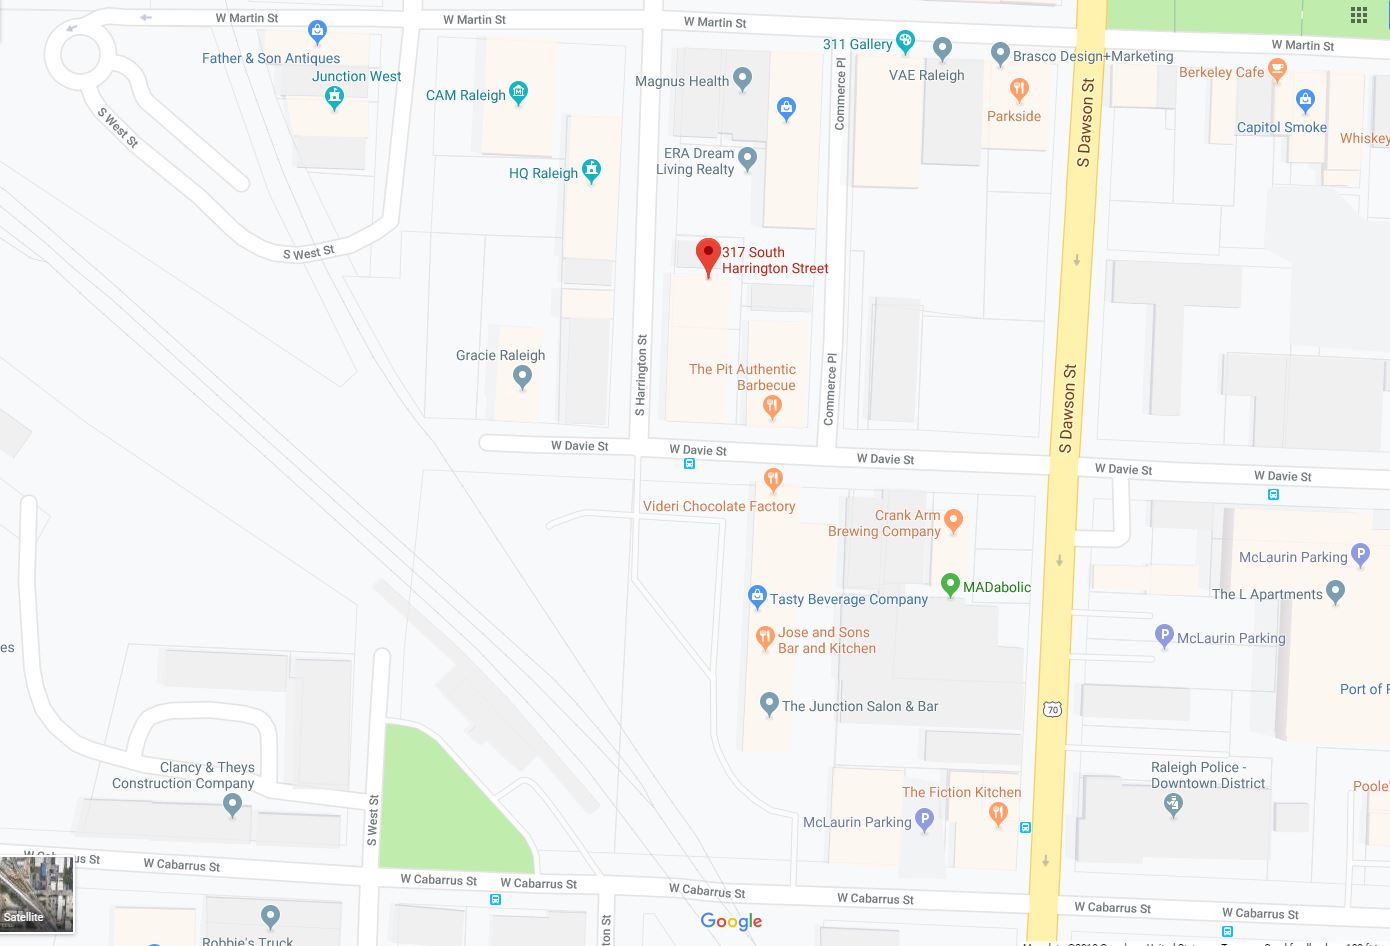 W Martin St
W Martin St
W Martin St
W Martin St
Father & Son Antiques
Junction West
CAM Raleigh
HQ Raleigh
Magnus Health
ERA Dream
Living Realty
311 Gallery
VAE Raleigh
Brasco Design+Marketing
Parkside
Berkeley Cafe
Capitol Smoke
Whiskey
S West St
S West St
Commerce Pl
S Dawson St
317 South
Harrington Street
Gracie Raleigh
S Harrington St
The Pit Authentic
Barbecue
Commerce Pl
S Dawson St
W Davie St
W Davie St
W Davie St
W Davie St
W Davie St
Videri Chocolate Factory
Crank Arm
Brewing Company
MADabolic
McLaurin Parking
The L Apartments
Tasty Beverage Company
Jose and Sons
Bar and Kitchen
McLaurin Parking
es
Port of
The Junction Salon & Bar
70
Clancy & Theys
Construction Company
Raleigh Police -
Downtown District
The Fiction Kitchen
McLaurin Parking
Poole'
S West St
W Cabarrus St
W Cabarrus St
W Cabarrus St
W Cabarrus St
W Cabarrus St
W Cabarrus St
W Cabarrus St
Satellite
Google
Robbie's Truck
ton St